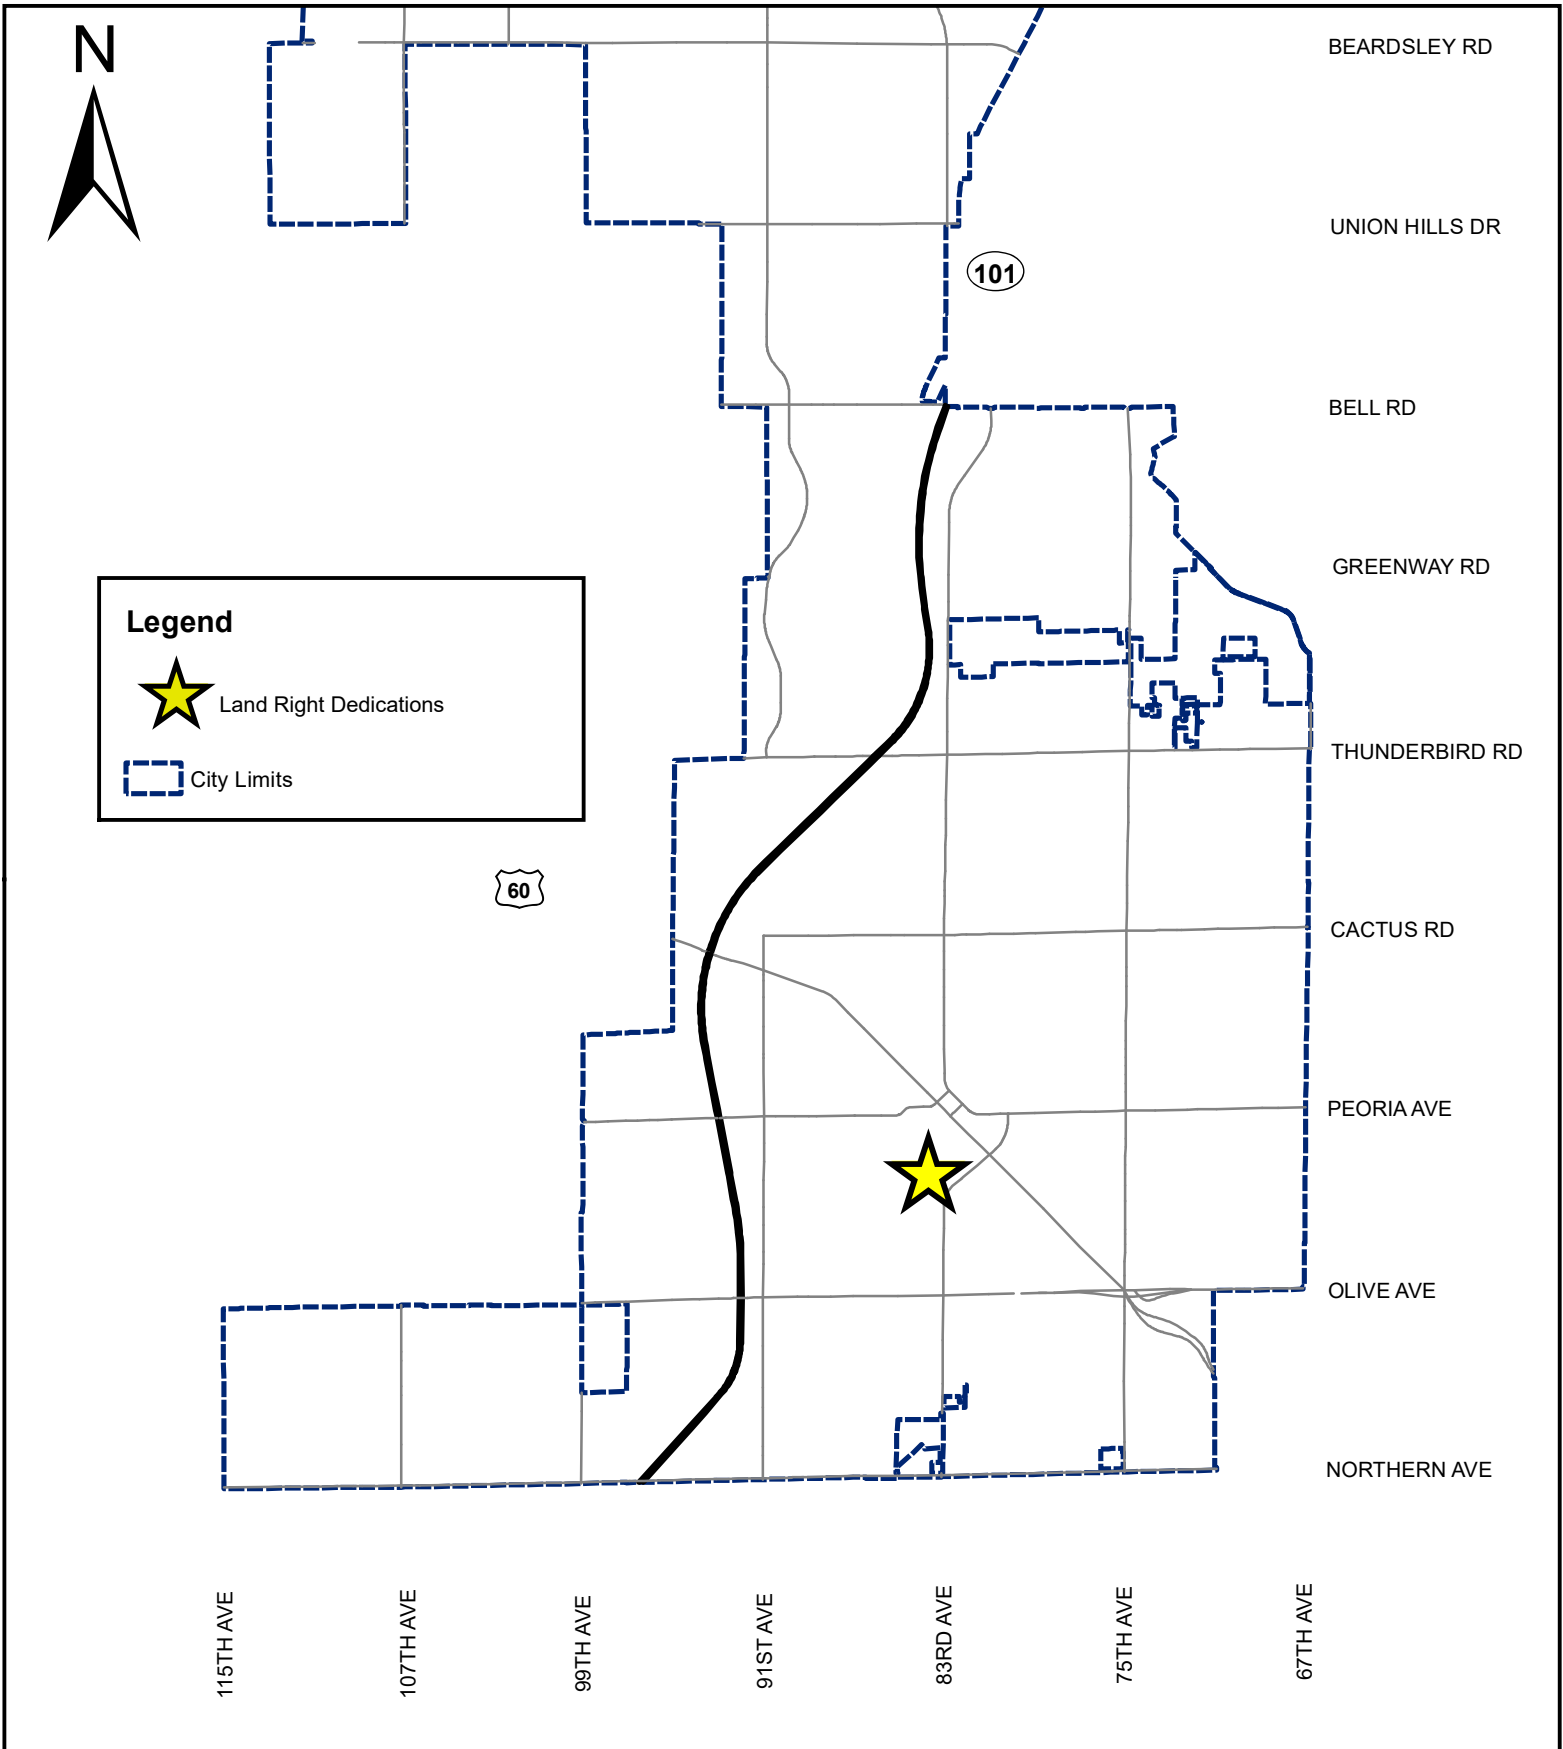 N
BEARDSLEY RD
UNION HILLS DR
101
BELL RD
GREENWAY RD
Legend
Land Right Dedications
City Limits
THUNDERBIRD RD
60
CACTUS RD
PEORIA AVE
OLIVE AVE
NORTHERN AVE
115TH AVE
107TH AVE
99TH AVE
91ST AVE
83RD AVE
75TH AVE
67TH AVE